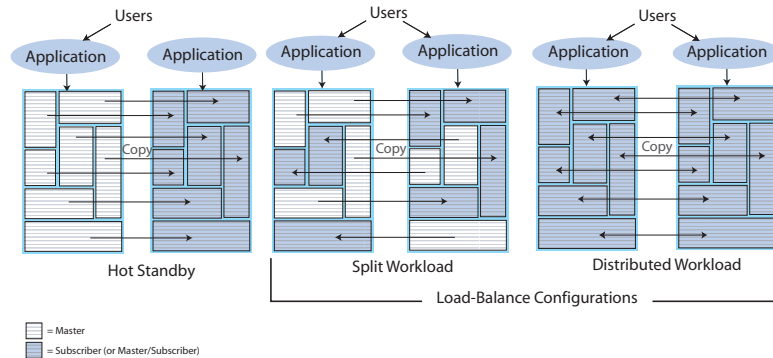 Users
Users
Users
Application
Application
Application
Application
Application
Application
Copy
Copy
Copy
Hot Standby
Split Workload
Distributed Workload
Load-Balance Configurations
= Master
= Subscriber (or Master/Subscriber)